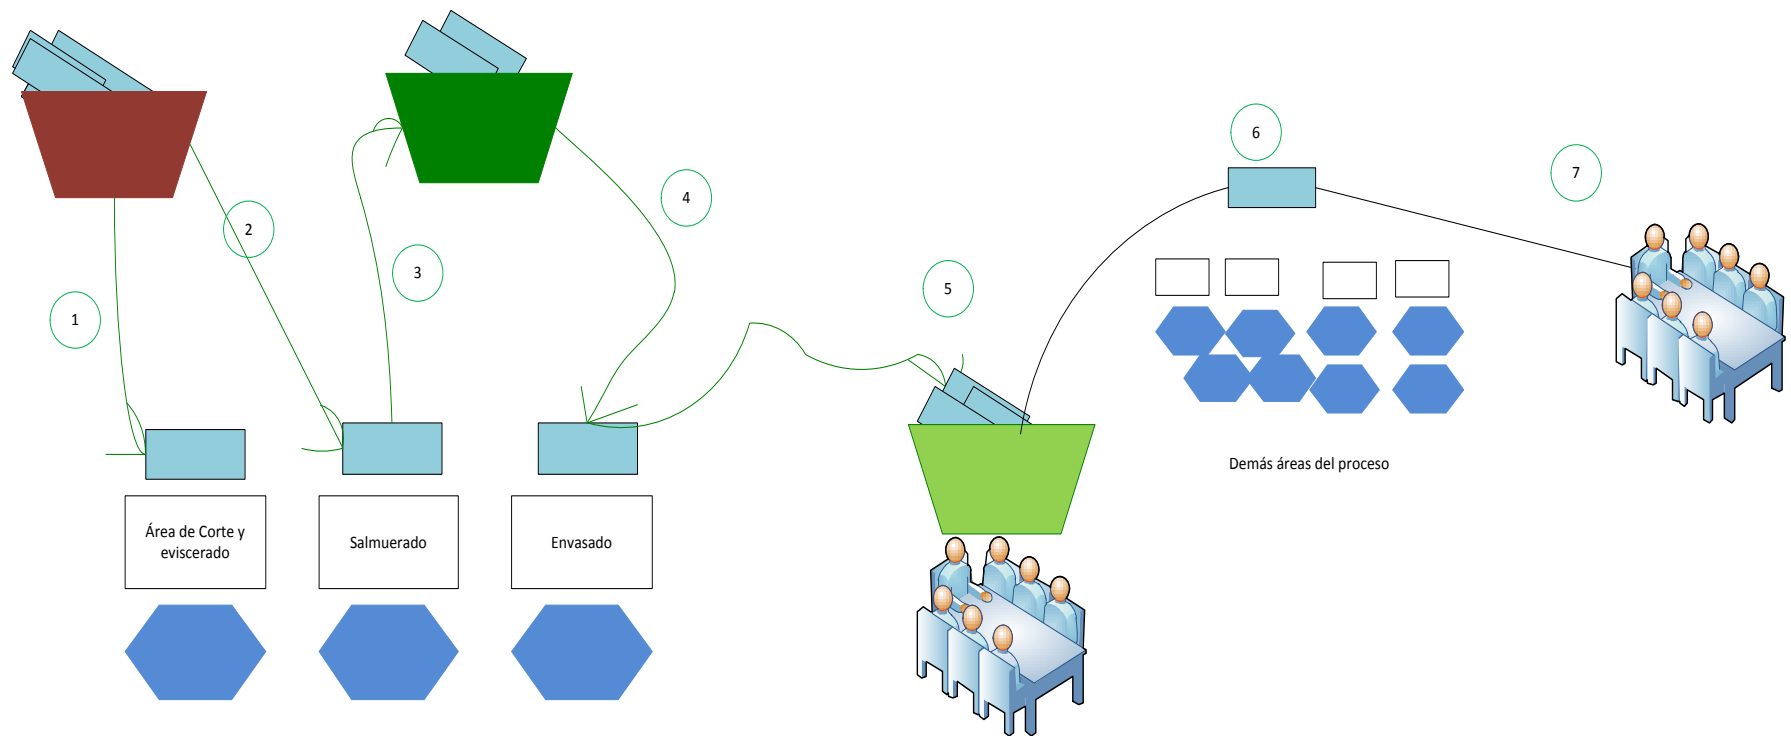 1
2
3
4
5
6
7
Área de Corte y
eviscerado
Salmuerado
Envasado
Demás áreas del proceso